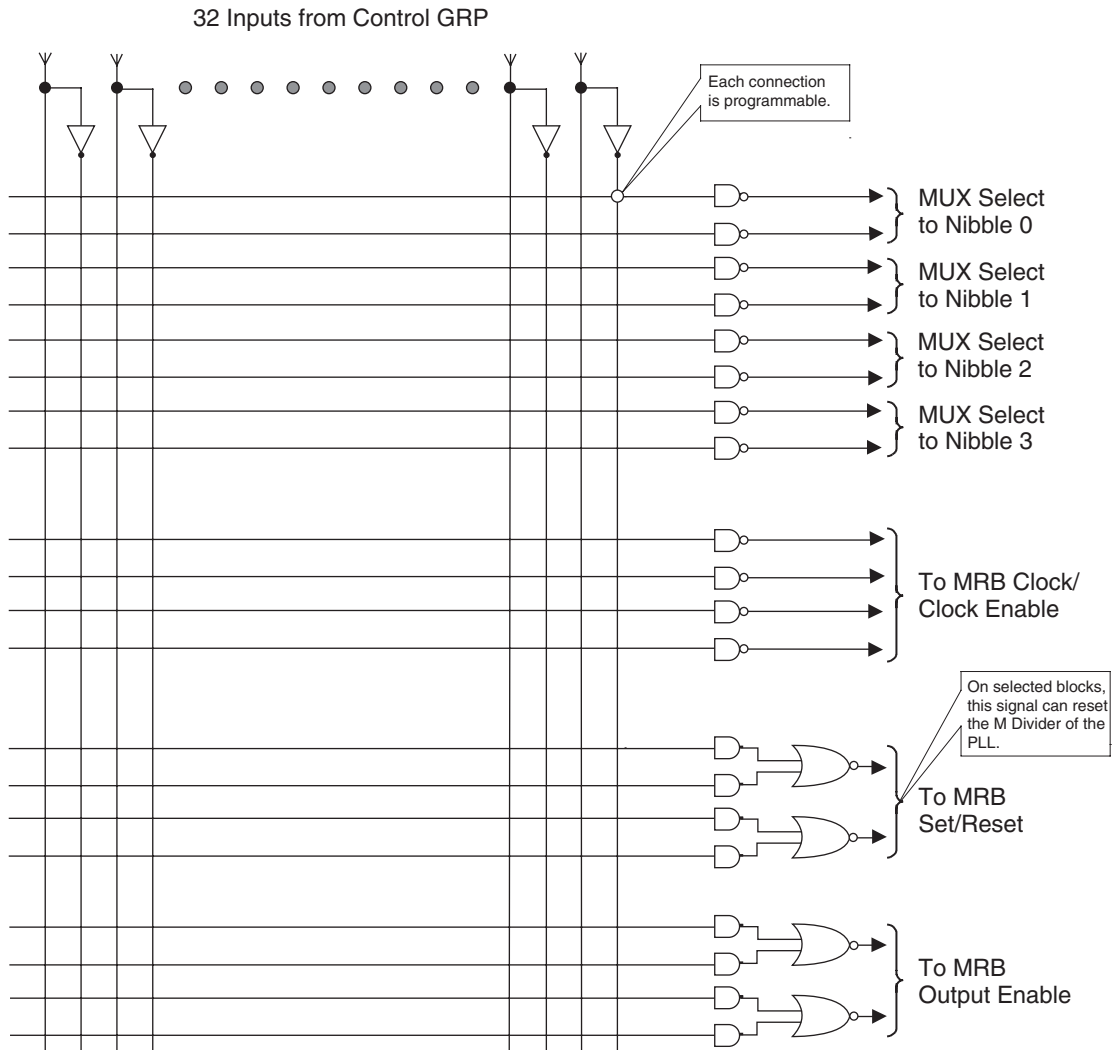 32 Inputs from Control GRP
Each connection
is programmable.
MUX Select
to Nibble 0
MUX Select
to Nibble 1
MUX Select
to Nibble 2
MUX Select
to Nibble 3
To MRB Clock/
Clock Enable
On selected blocks,
this signal can reset
the M Divider of the
PLL.
To MRB
Set/Reset
To MRB
Output Enable